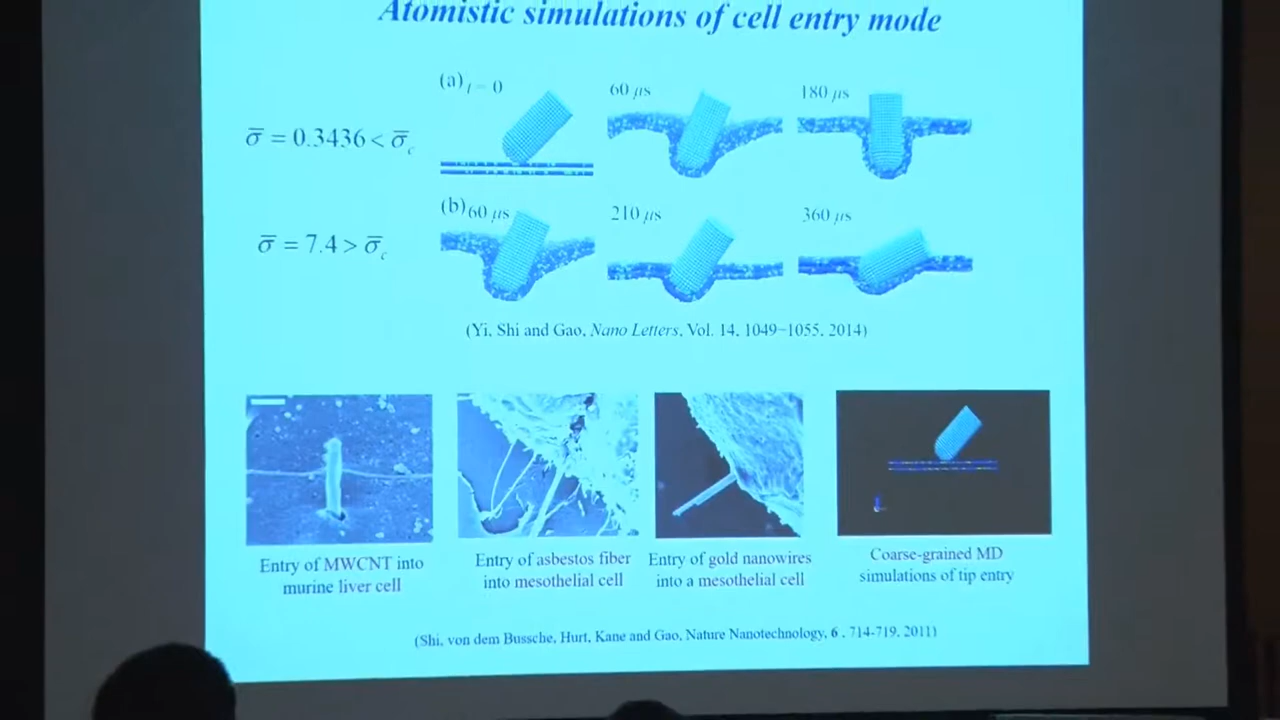 Atomistic simulations of cell entry mode
(a) t = 0
60 μs
180 μs
σ̅ = 0.3436 < σ̅c
(b) 60 μs
210 μs
360 μs
σ̅ = 7.4 > σ̅c
(Yi, Shi and Gao, Nano Letters, Vol. 14, 1049−1055, 2014)
Entry of MWCNT into
murine liver cell
Entry of asbestos fiber
into mesothelial cell
Entry of gold nanowires
into a mesothelial cell
Coarse-grained MD
simulations of tip entry
(Shi, von dem Bussche, Hurt, Kane and Gao, Nature Nanotechnology, 6 , 714-719, 2011)